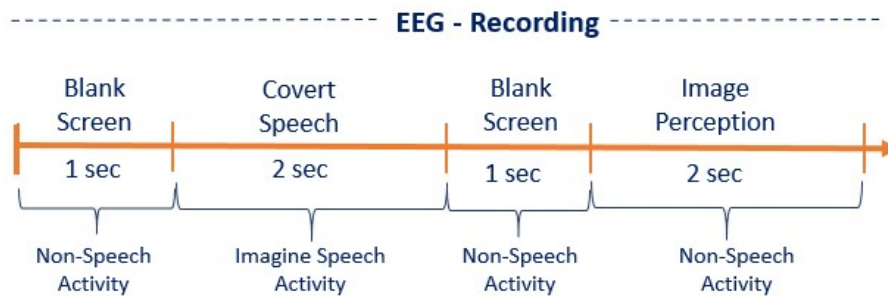 EEG - Recording
Blank Screen
Covert Speech
Blank Screen
Image Perception
1 sec
2 sec
1 sec
2 sec
Non-Speech Activity
Imagine Speech Activity
Non-Speech Activity
Non-Speech Activity